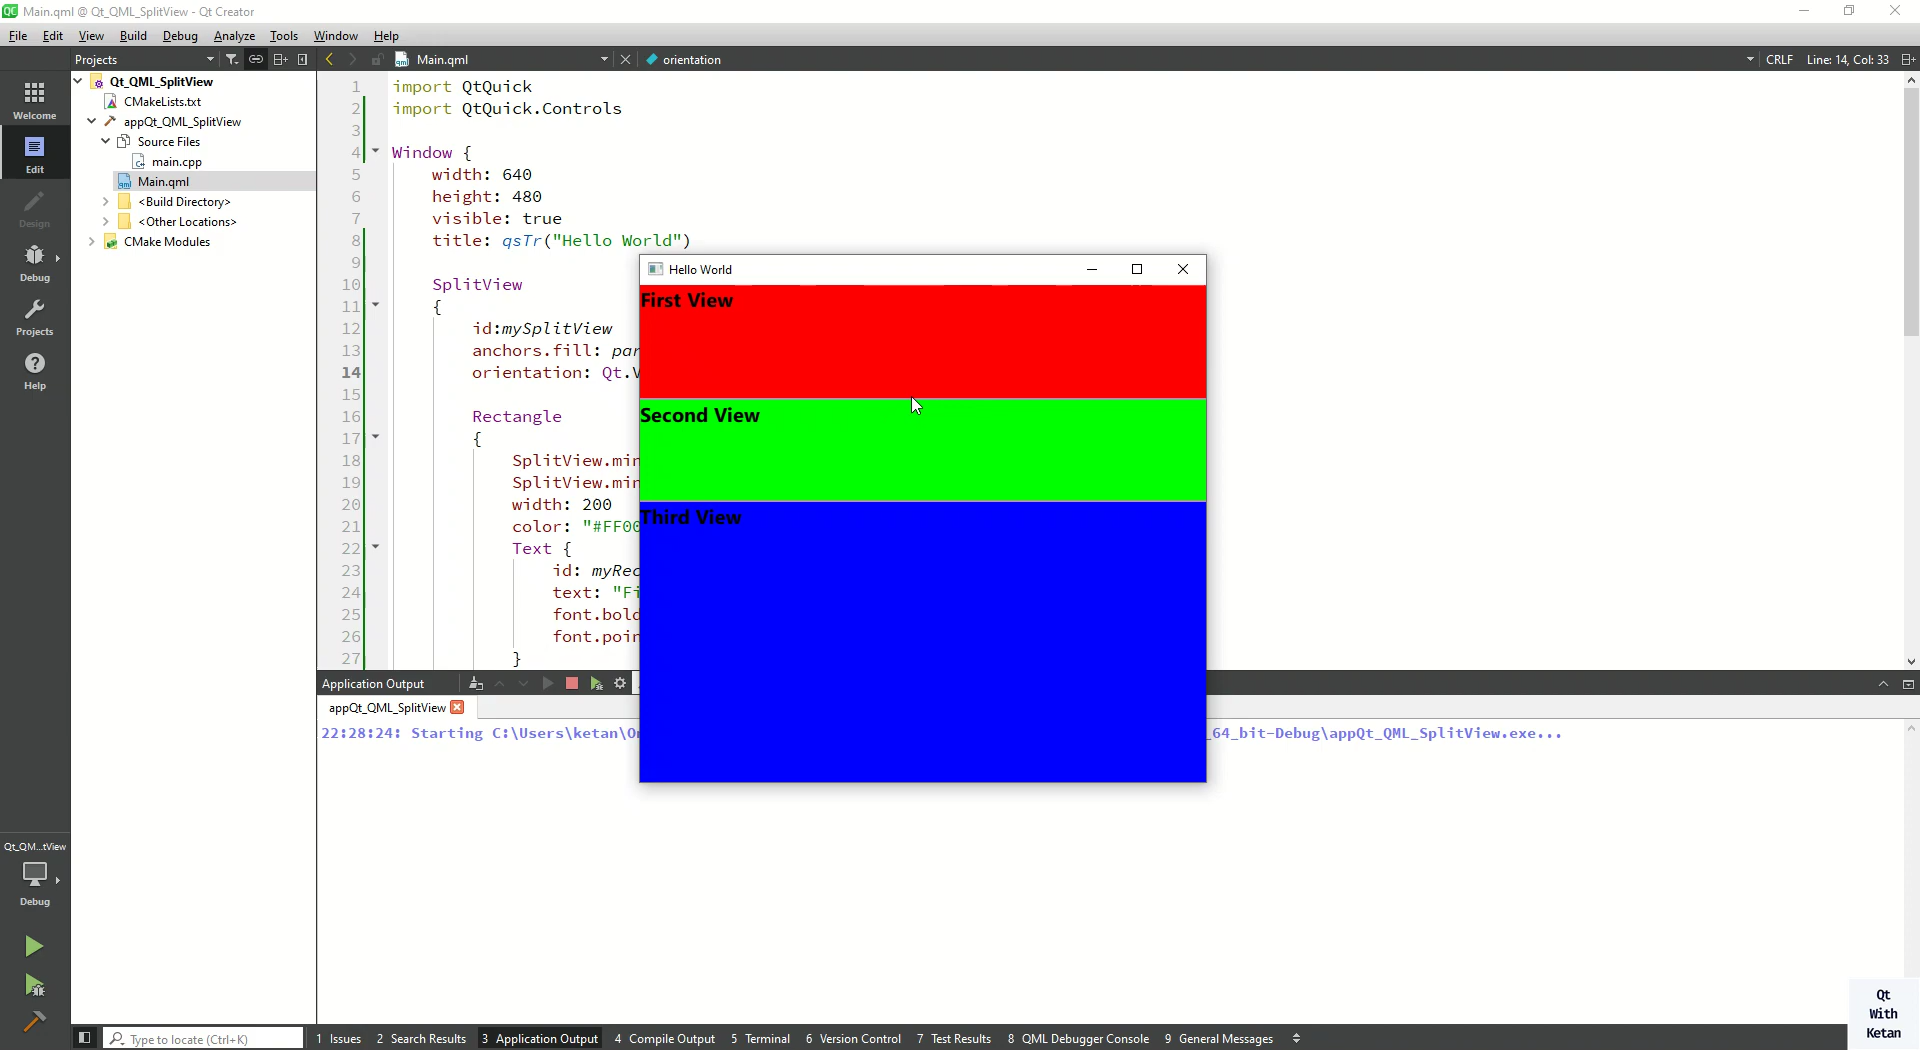 Main.qml @ Qt_QML_SplitView - Qt Creator
File Edit View Build Debug Analyze Tools Window Help
Projects
Main.qml
orientation
CRLF Line: 14, Col: 33
Welcome
Edit
Design
Debug
Projects
Help
Qt_QML_SplitView
CMakeLists.txt
appQt_QML_SplitView
Source Files
main.cpp
Main.qml
<Build Directory>
<Other Locations>
CMake Modules
1 import QtQuick
2 import QtQuick.Controls
3
4 Window {
5 width: 640
6 height: 480
7 visible: true
8 title: qsTr("Hello World")
9
10 SplitView
11 {
12 id:mySplitView
13 anchors.fill: par
14 orientation: Qt.V
15
16 Rectangle
17 {
18 SplitView.min
19 SplitView.min
20 width: 200
21 color: "#FF00
22 Text {
23 id: myRec
24 text: "Fi
25 font.bold
26 font.poin
27 }
Hello World
First View
Second View
Third View
Application Output
appQt_QML_SplitView
22:28:24: Starting C:\Users\ketan\On
_64_bit-Debug\appQt_QML_SplitView.exe...
Qt_QM...tView
Debug
Type to locate (Ctrl+K)
1 Issues 2 Search Results 3 Application Output 4 Compile Output 5 Terminal 6 Version Control 7 Test Results 8 QML Debugger Console 9 General Messages
Qt
With
Ketan